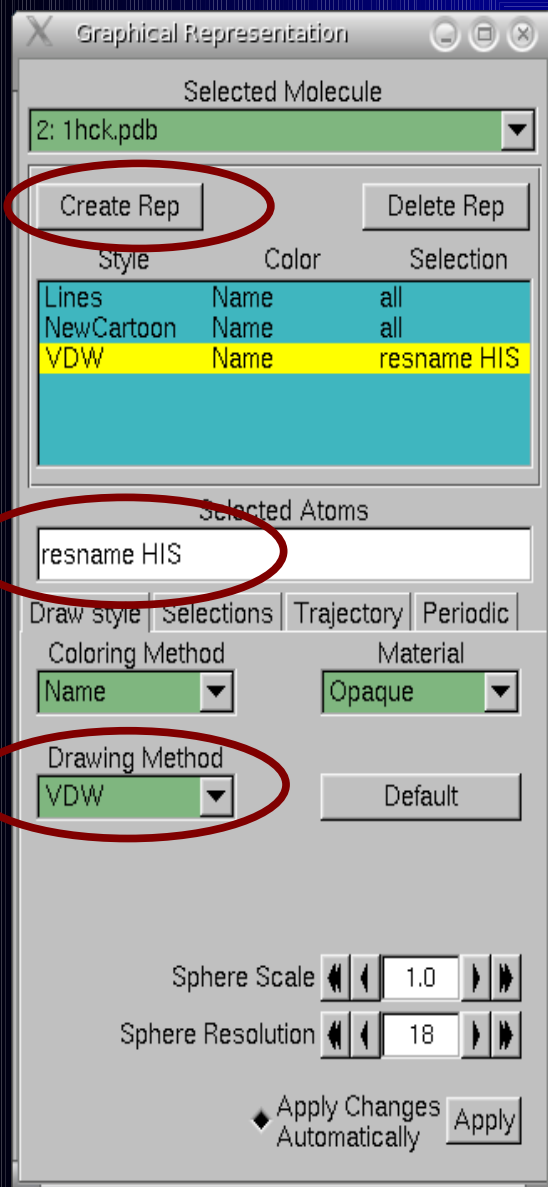 X Graphical Representation
Selected Molecule
2: 1hck.pdb
Create Rep Delete Rep
Style Color Selection
Lines Name all
NewCartoon Name all
VDW Name resname HIS
Selected Atoms
resname HIS
Draw style Selections Trajectory Periodic
Coloring Method Material
Name Opaque
Drawing Method
VDW Default
Sphere Scale 1.0
Sphere Resolution 18
Apply Changes
Automatically Apply